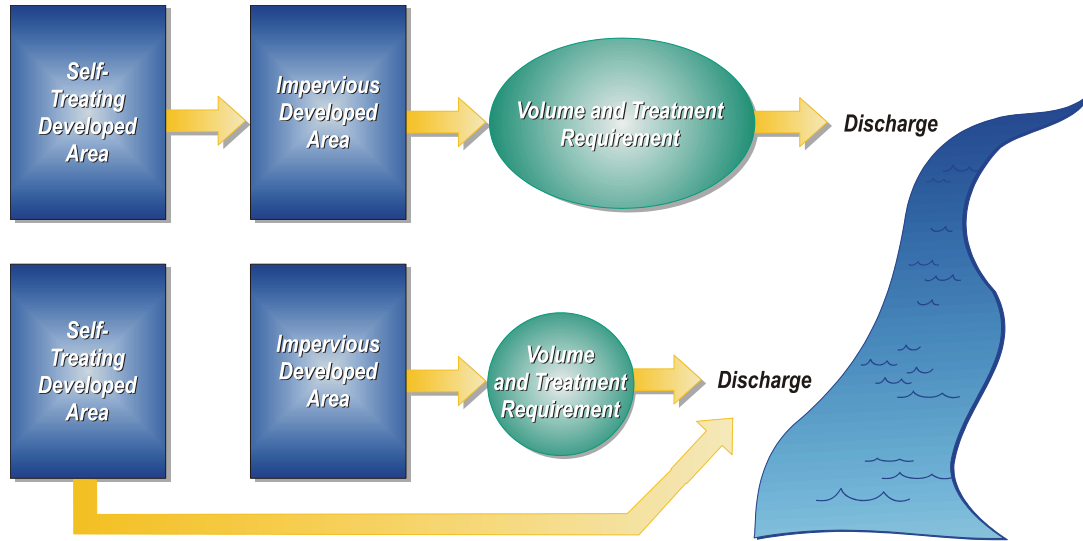 Self-
Treating
Developed
Area
Impervious
Developed
Area
Volume and Treatment
Requirement
Discharge
Self-
Treating
Developed
Area
Impervious
Developed
Area
Volume
and Treatment
Requirement
Discharge